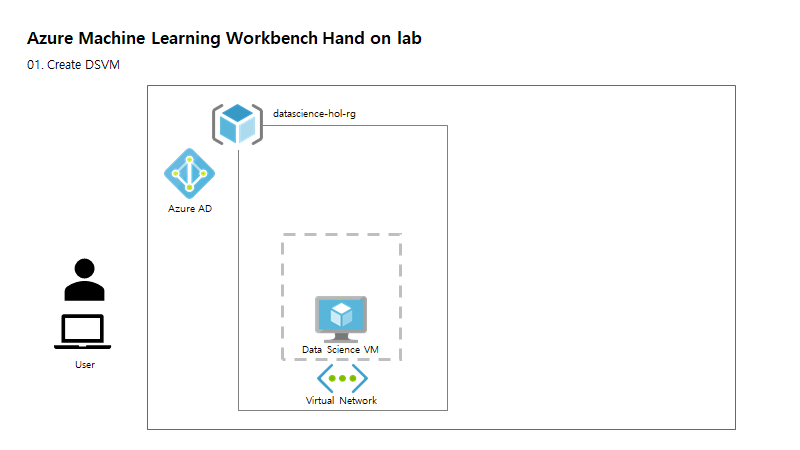 Azure Machine Learning Workbench Hand on lab
01. Create DSVM
datascience-hol-rg
Azure AD
User
Data Science VM
Virtual Network